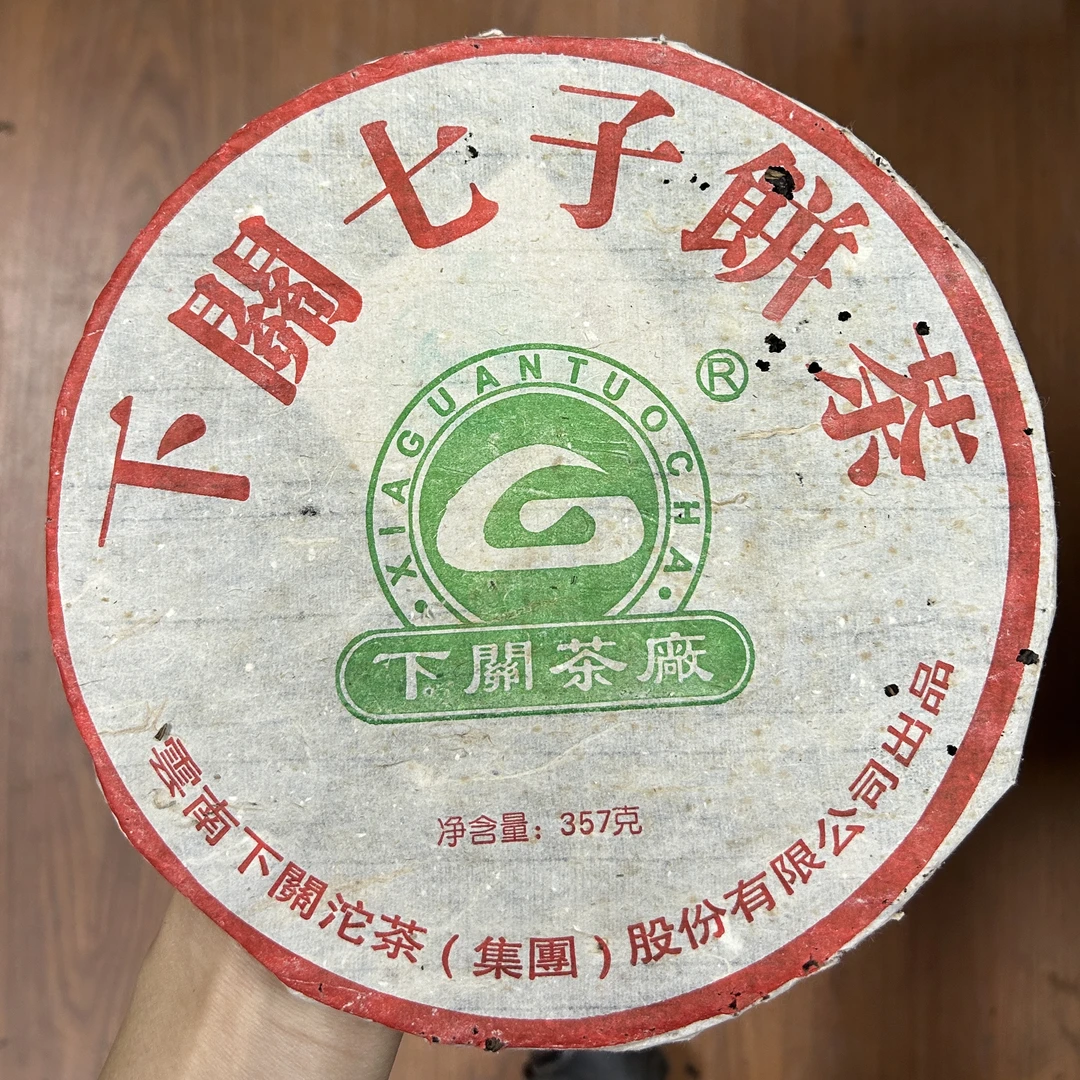 下關七子餅茶
XIAGUANTUOCHA
®
下關茶廠
净含量：357克
雲南下關沱茶（集團）股份有限公司出品